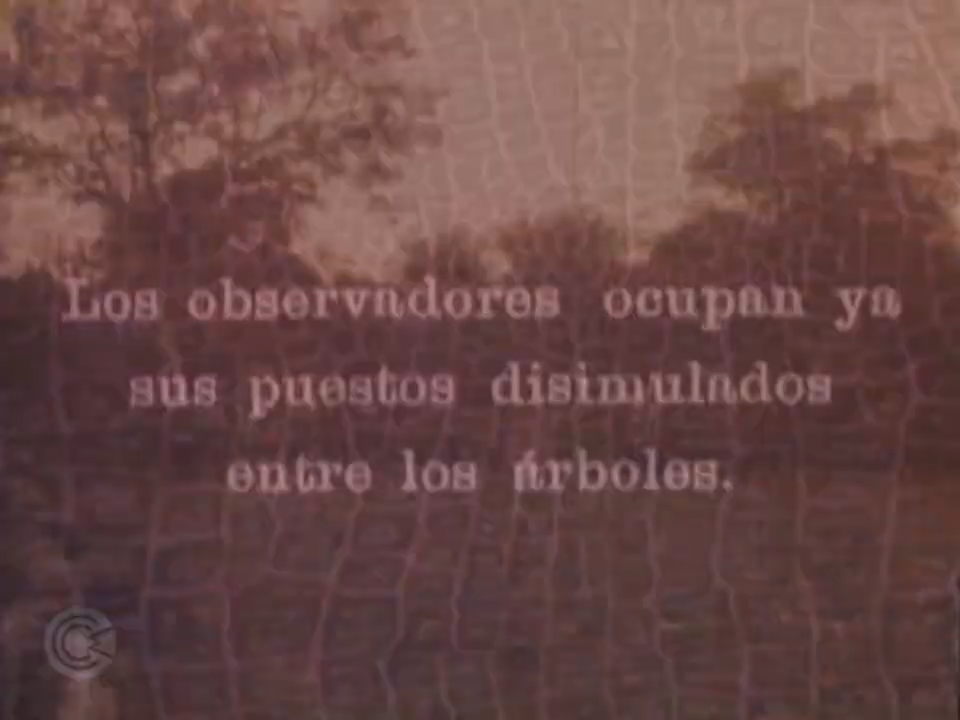 Los observadores ocupan ya
sus puestos disimulados
entre los árboles.